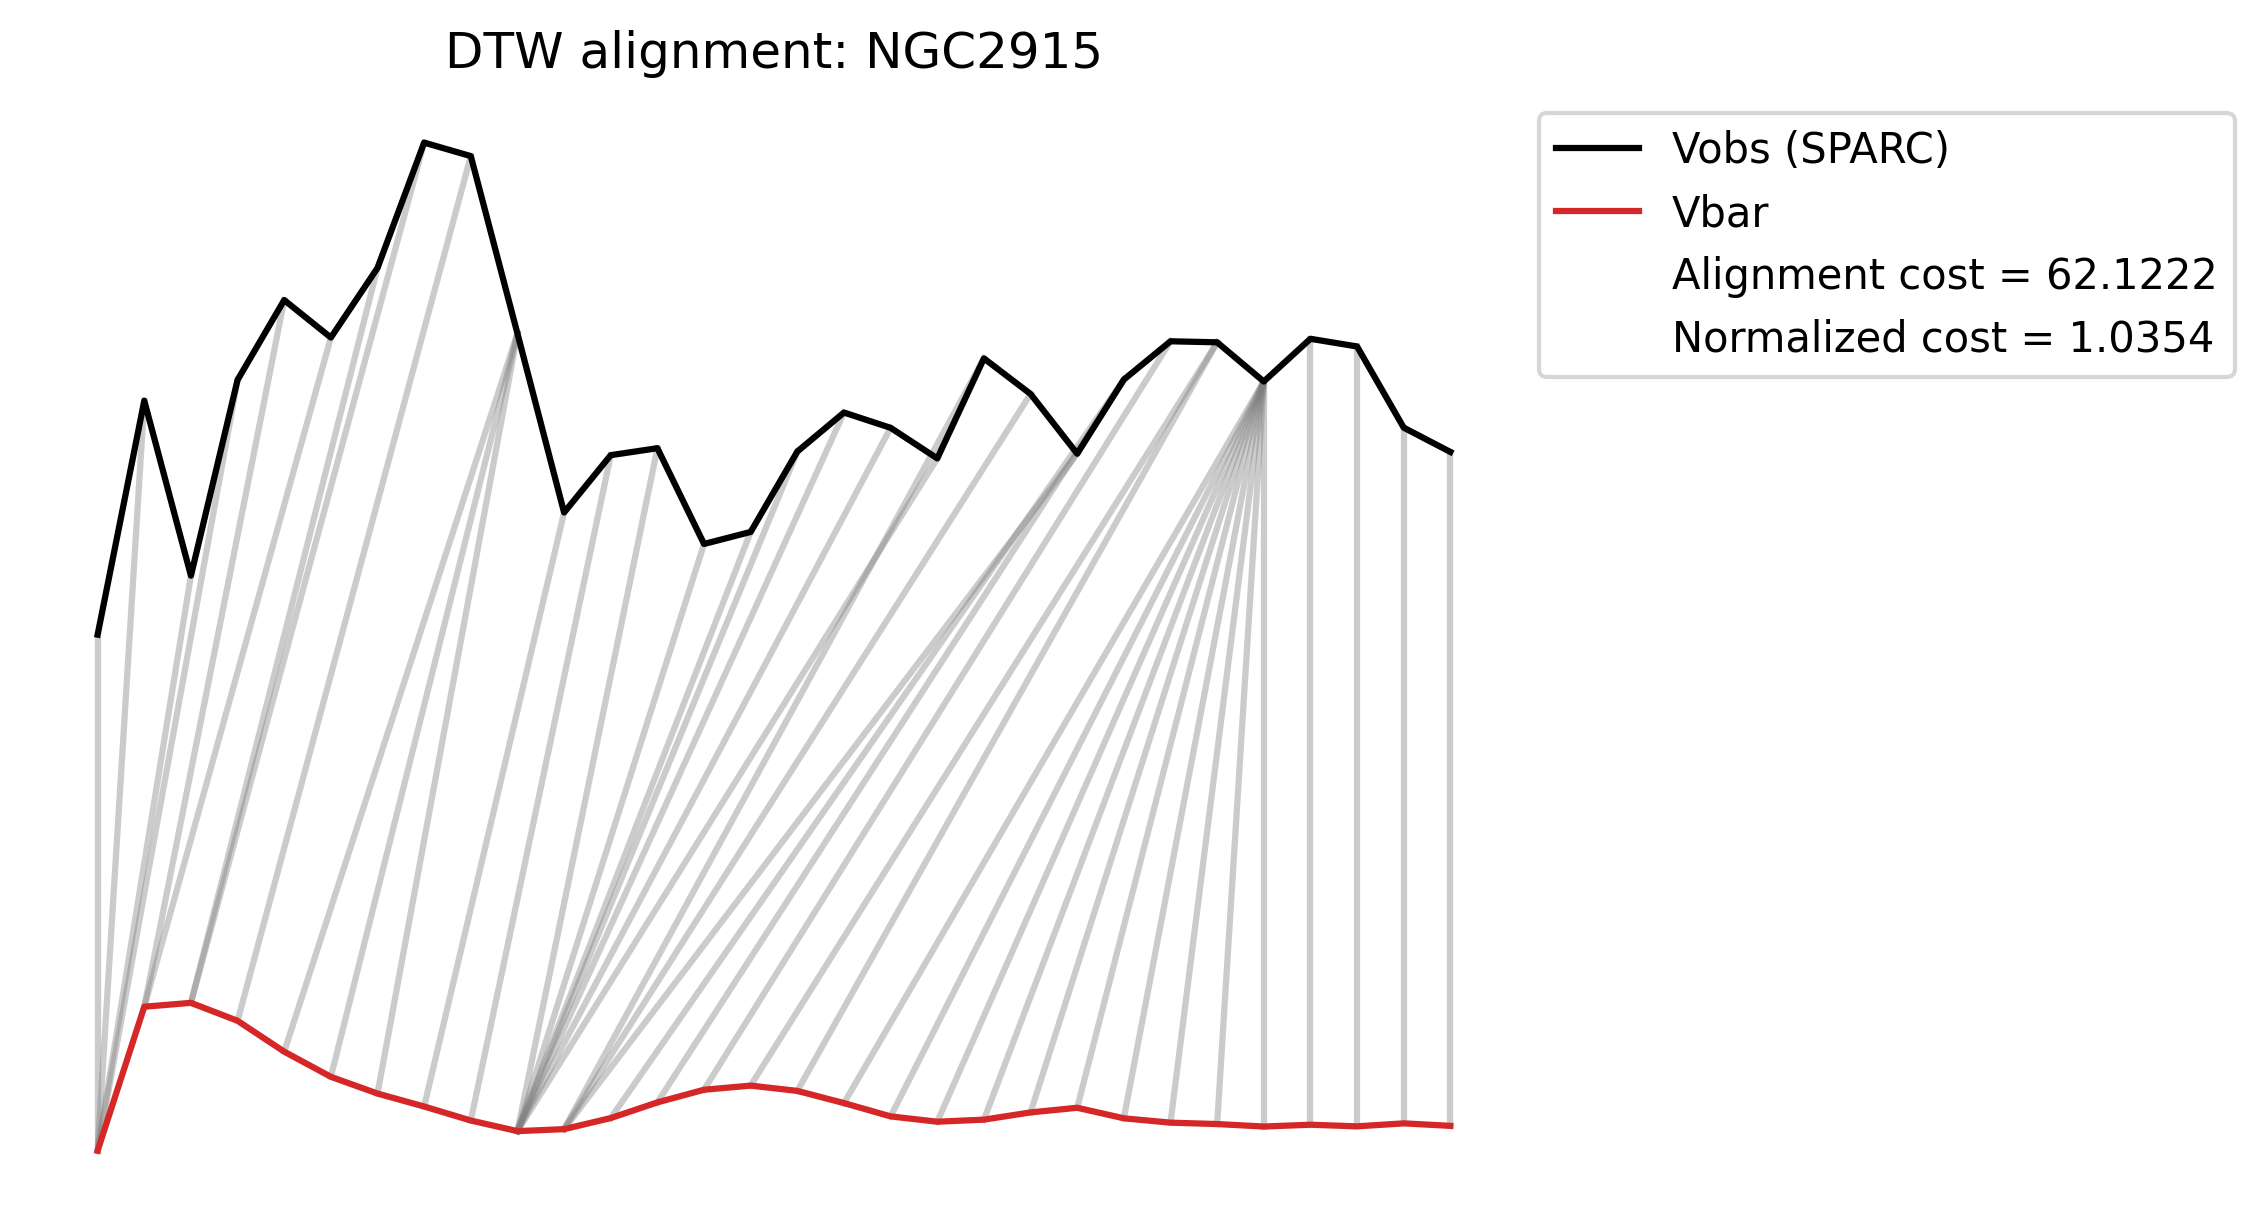 DTW alignment: NGC2915
Vobs (SPARC)
Vbar
Alignment cost = 62.1222
Normalized cost = 1.0354